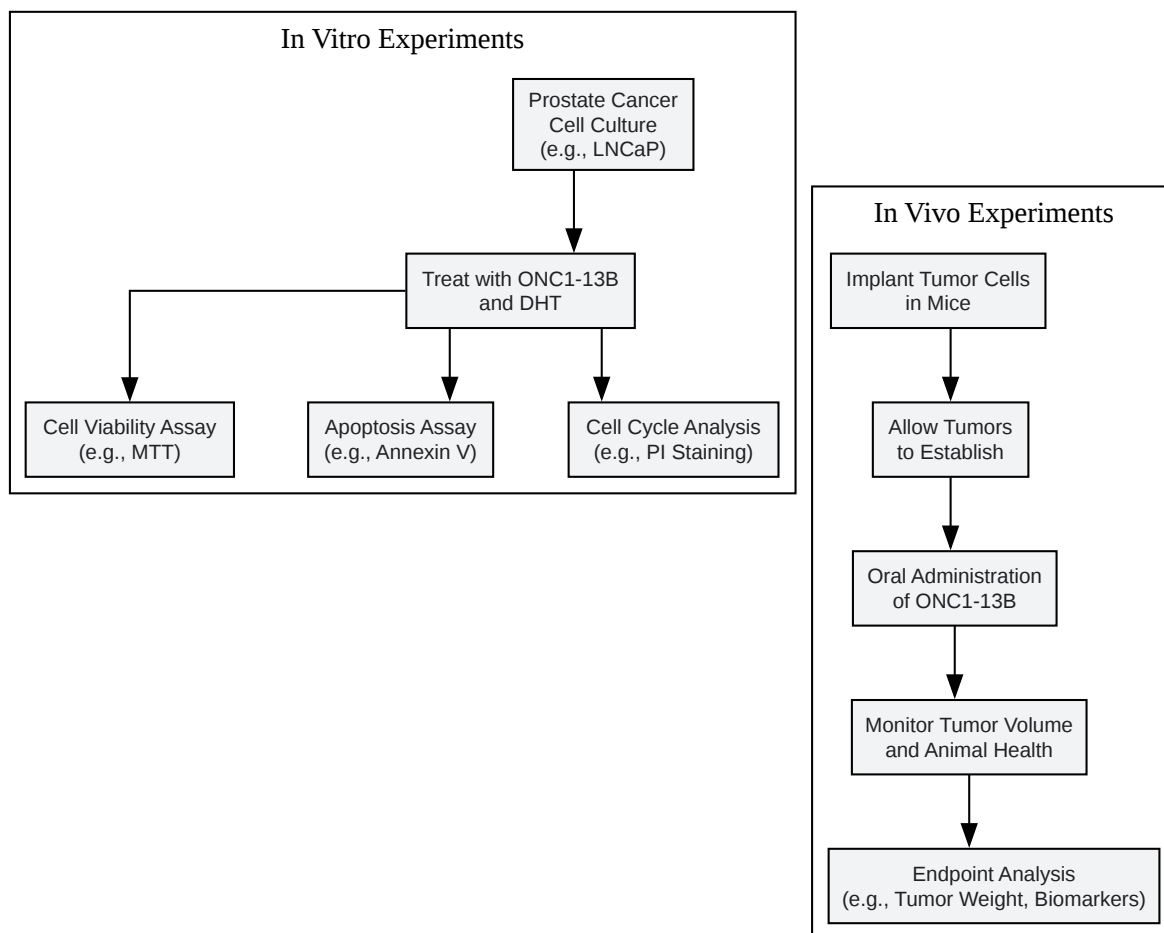 In Vitro Experiments
Prostate Cancer
Cell Culture
(e.g., LNCaP)
Treat with ONC1-13B
and DHT
Cell Viability Assay
(e.g., MTT)
Apoptosis Assay
(e.g., Annexin V)
Cell Cycle Analysis
(e.g., PI Staining)
In Vivo Experiments
Implant Tumor Cells
in Mice
Allow Tumors
to Establish
Oral Administration
of ONC1-13B
Monitor Tumor Volume
and Animal Health
Endpoint Analysis
(e.g., Tumor Weight, Biomarkers)